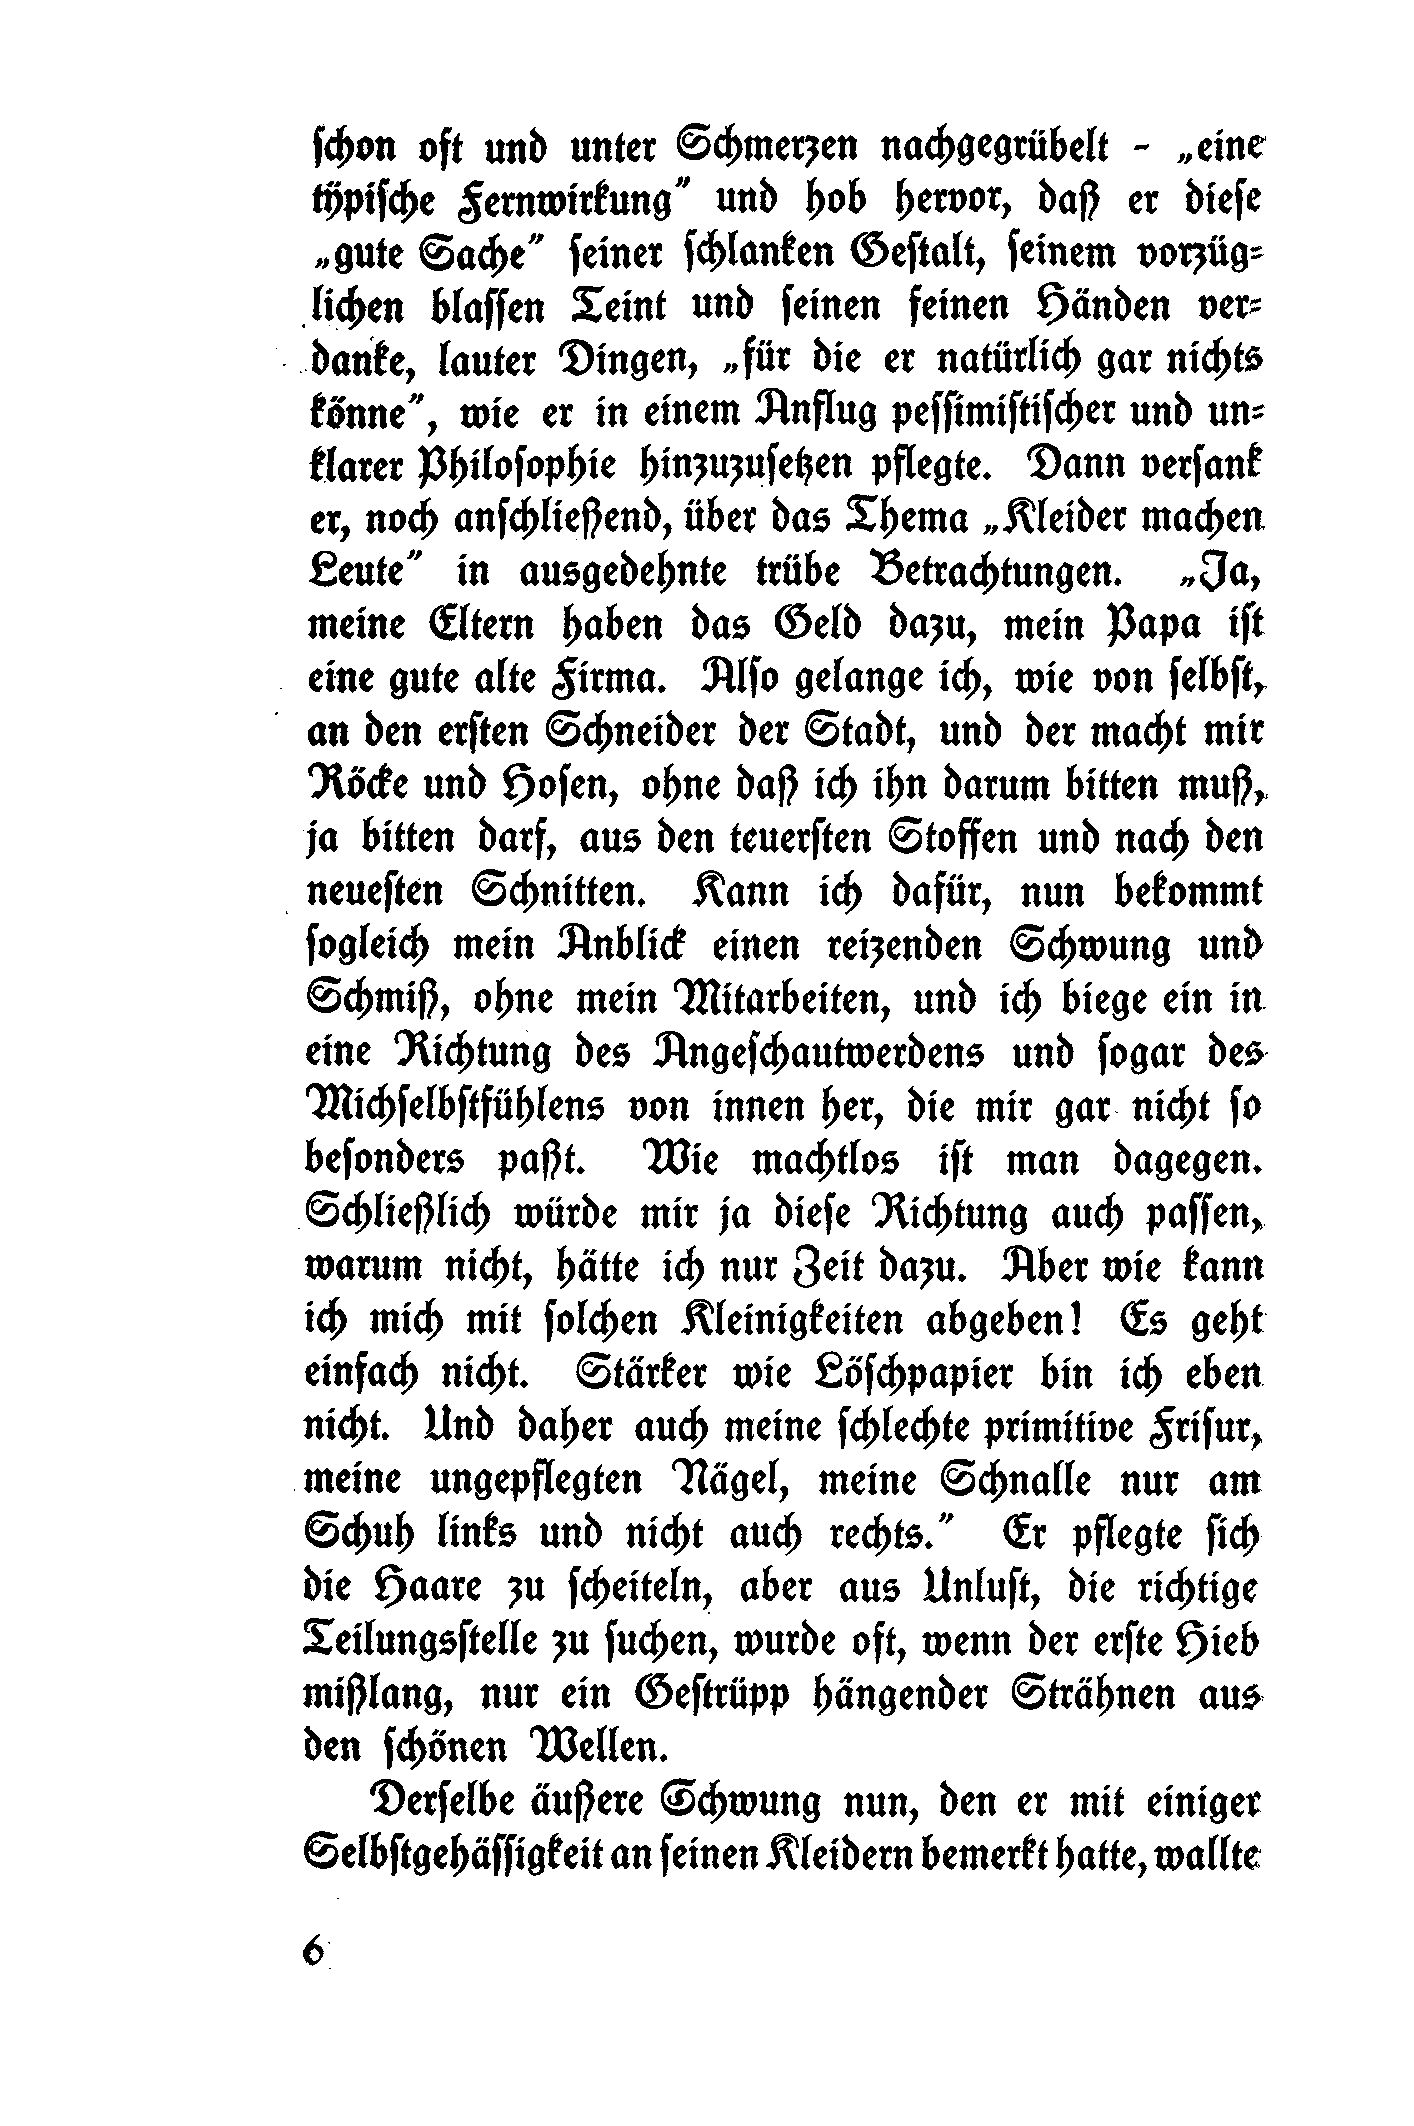 schon oft und unter Schmerzen nachgegrübelt - „eine
typische Fernwirkung” und hob hervor, daß er diese
„gute Sache” seiner schlanken Gestalt, seinem vorzüg-
lichen blassen Teint und seinen feinen Händen ver-
danke, lauter Dingen, „für die er natürlich gar nichts
könne”, wie er in einem Anflug pessimistischer und un-
klarer Philosophie hinzuzusetzen pflegte. Dann versank
er, noch anschließend, über das Thema „Kleider machen
Leute” in ausgedehnte trübe Betrachtungen. „Ja,
meine Eltern haben das Geld dazu, mein Papa ist
eine gute alte Firma. Also gelange ich, wie von selbst,
an den ersten Schneider der Stadt, und der macht mir
Röcke und Hosen, ohne daß ich ihn darum bitten muß,
ja bitten darf, aus den teuersten Stoffen und nach den
neuesten Schnitten. Kann ich dafür, nun bekommt
sogleich mein Anblick einen reizenden Schwung und
Schmiß, ohne mein Mitarbeiten, und ich biege ein in
eine Richtung des Angeschautwerdens und sogar des
Michselbstfühlens von innen her, die mir gar nicht so
besonders paßt. Wie machtlos ist man dagegen.
Schließlich würde mir ja diese Richtung auch passen,
warum nicht, hätte ich nur Zeit dazu. Aber wie kann
ich mich mit solchen Kleinigkeiten abgeben! Es geht
einfach nicht. Stärker wie Löschpapier bin ich eben
nicht. Und daher auch meine schlechte primitive Frisur,
meine ungepflegten Nägel, meine Schnalle nur am
Schuh links und nicht auch rechts.” Er pflegte sich
die Haare zu scheiteln, aber aus Unlust, die richtige
Teilungsstelle zu suchen, wurde oft, wenn der erste Hieb
mißlang, nur ein Gestrüpp hängender Strähnen aus
den schönen Wellen.
Derselbe äußere Schwung nun, den er mit einiger
Selbstgehässigkeit an seinen Kleidern bemerkt hatte, wallte
6